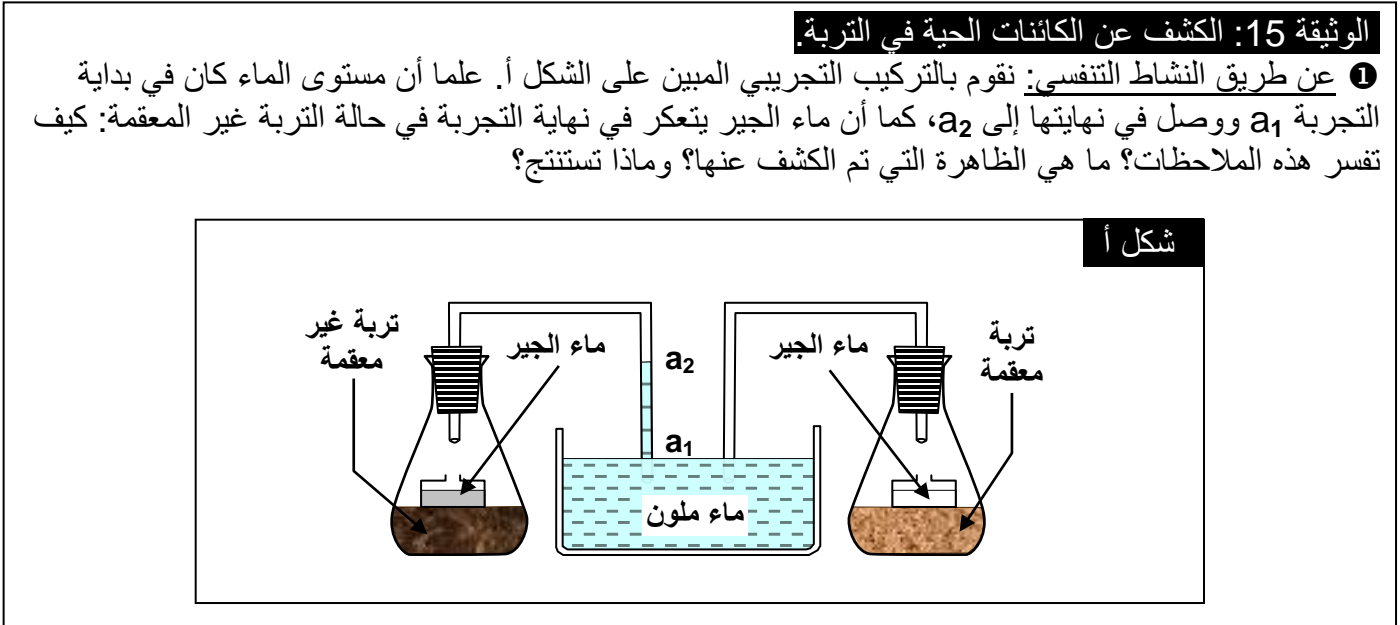 الوثيقة 15: الكشف عن الكائنات الحية في التربة.
❶ عن طريق النشاط التنفسي: نقوم بالتركيب التجريبي المبين على الشكل أ. علما أن مستوى الماء كان في بداية
التجربة a₁ ووصل في نهايتها إلى a₂، كما أن ماء الجير يتعكر في نهاية التجربة في حالة التربة غير المعقمة: كيف
تفسر هذه الملاحظات؟ ما هي الظاهرة التي تم الكشف عنها؟ وماذا تستنتج؟
شكل أ
تربة
معقمة
ماء الجير
a₂
a₁
ماء الجير
تربة غير
معقمة
ماء ملون